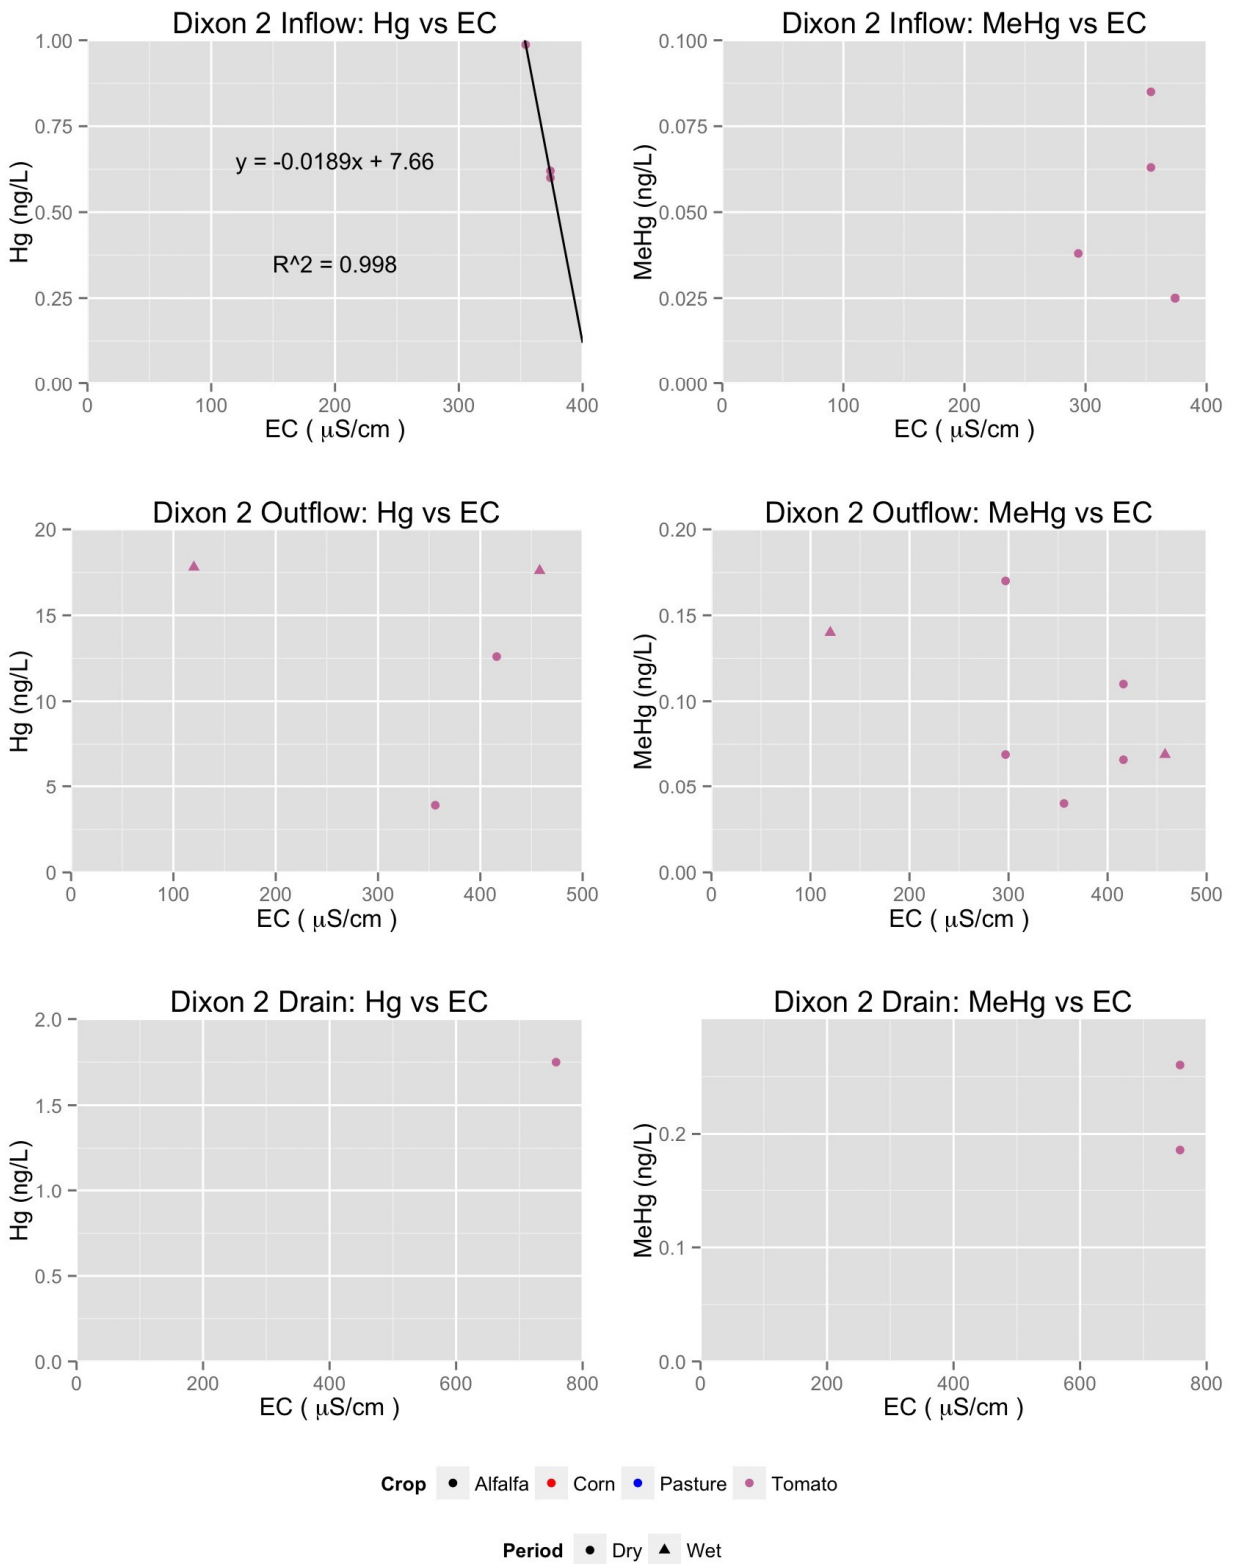 Dixon 2 Inflow: Hg vs EC
1.00
0.75
0.50
0.25
0.00
Hg (ng/L)
y = -0.0189x + 7.66
R^2 = 0.998
0 100 200 300 400
EC ( μS/cm )
Dixon 2 Inflow: MeHg vs EC
0.100
0.075
0.050
0.025
0.000
MeHg (ng/L)
0 100 200 300 400
EC ( μS/cm )
Dixon 2 Outflow: Hg vs EC
20
15
10
5
0
Hg (ng/L)
0 100 200 300 400 500
EC ( μS/cm )
Dixon 2 Outflow: MeHg vs EC
0.20
0.15
0.10
0.05
0.00
MeHg (ng/L)
0 100 200 300 400 500
EC ( μS/cm )
Dixon 2 Drain: Hg vs EC
2.0
1.5
1.0
0.5
0.0
Hg (ng/L)
0 200 400 600 800
EC ( μS/cm )
Dixon 2 Drain: MeHg vs EC
0.2
0.1
0.0
MeHg (ng/L)
0 200 400 600 800
EC ( μS/cm )
Crop Alfalfa Corn Pasture Tomato
Period Dry Wet